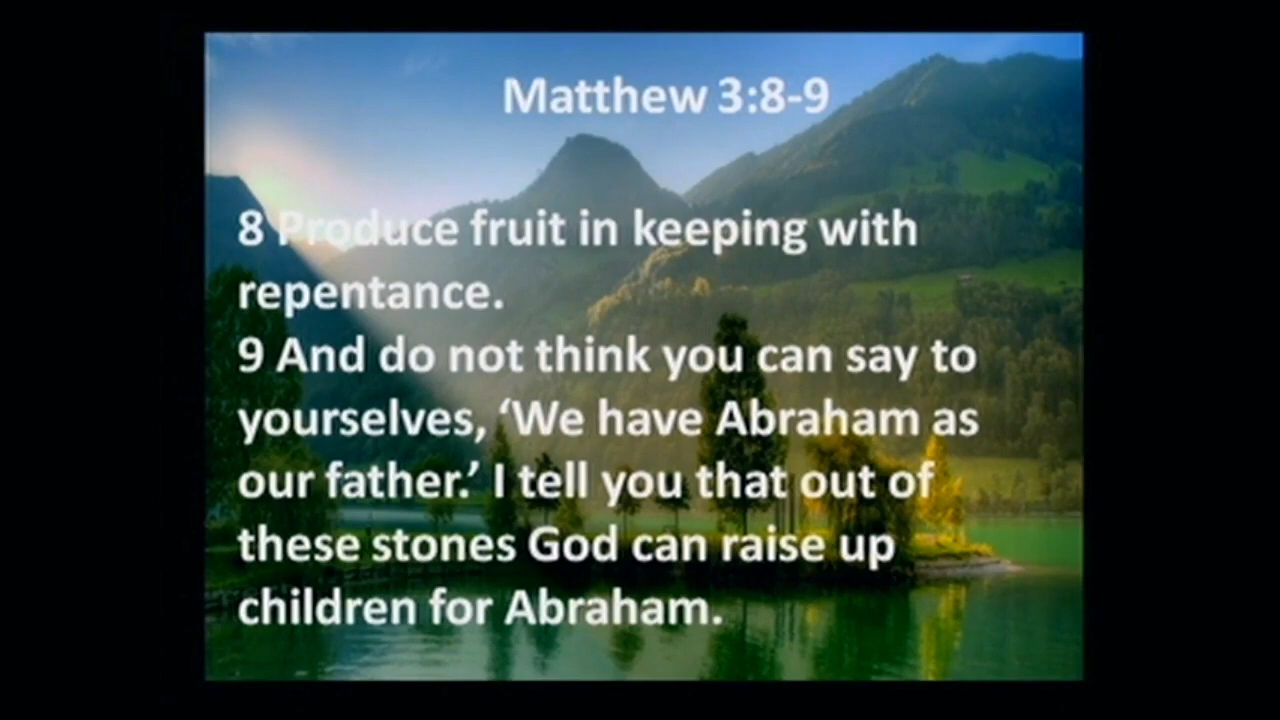 Matthew 3:8-9
8 Produce fruit in keeping with
repentance.
9 And do not think you can say to
yourselves, ‘We have Abraham as
our father.’ I tell you that out of
these stones God can raise up
children for Abraham.